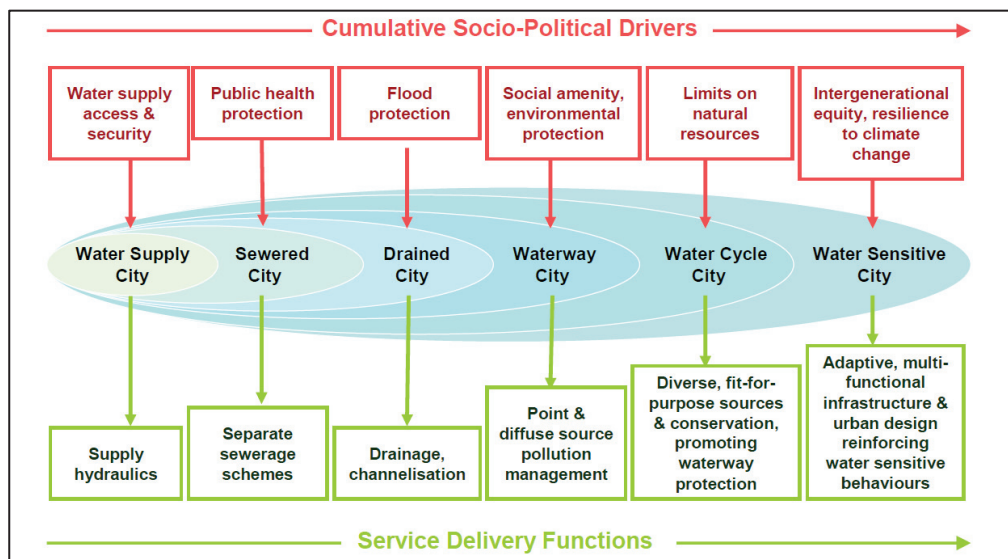 Cumulative Socio-Political Drivers
Water supply
access &
security
Public health
protection
Flood
protection
Social amenity,
environmental
protection
Limits on
natural
resources
Intergenerational
equity, resilience
to climate
change
Water Supply
City
Sewered
City
Drained
City
Waterway
City
Water Cycle
City
Water Sensitive
City
Supply
hydraulics
Separate
sewerage
schemes
Drainage,
channelisation
Point &
diffuse source
pollution
management
Diverse, fit-for-
purpose sources
& conservation,
promoting
waterway
protection
Adaptive, multi-
functional
infrastructure &
urban design
reinforcing
water sensitive
behaviours
Service Delivery Functions